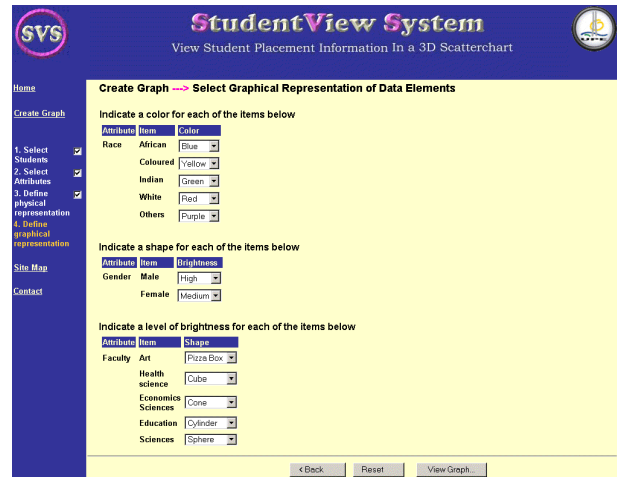 SVS
StudentView System
View Student Placement Information In a 3D Scatterchart
UPE
Home
Create Graph
1. Select
Students
2. Select
Attributes
3. Define
physical
representation
4. Define
graphical
representation
Site Map
Contact
Create Graph ---> Select Graphical Representation of Data Elements
Indicate a color for each of the items below
Attribute Item Color
Race African Blue
Coloured Yellow
Indian Green
White Red
Others Purple
Indicate a shape for each of the items below
Attribute Item Brightness
Gender Male High
Female Medium
Indicate a level of brightness for each of the items below
Attribute Item Shape
Faculty Art Pizza Box
Health
science Cube
Economics
Sciences Cone
Education Cylinder
Sciences Sphere
< Back Reset View Graph...